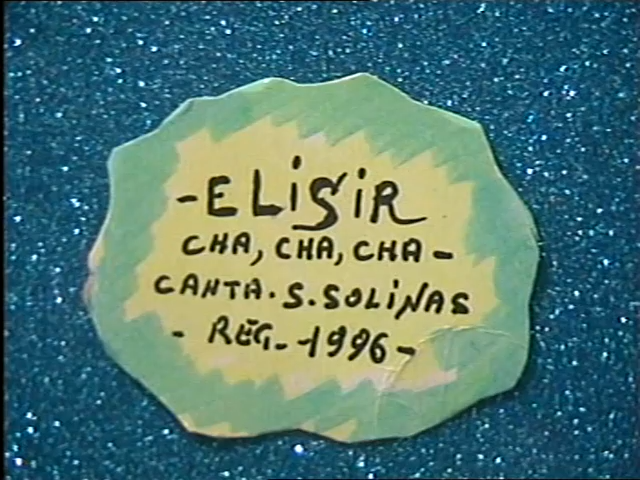 -ELiSiR
CHA, CHA, CHA-
CANTA. S. SOLiNAS
- REG.-1996-